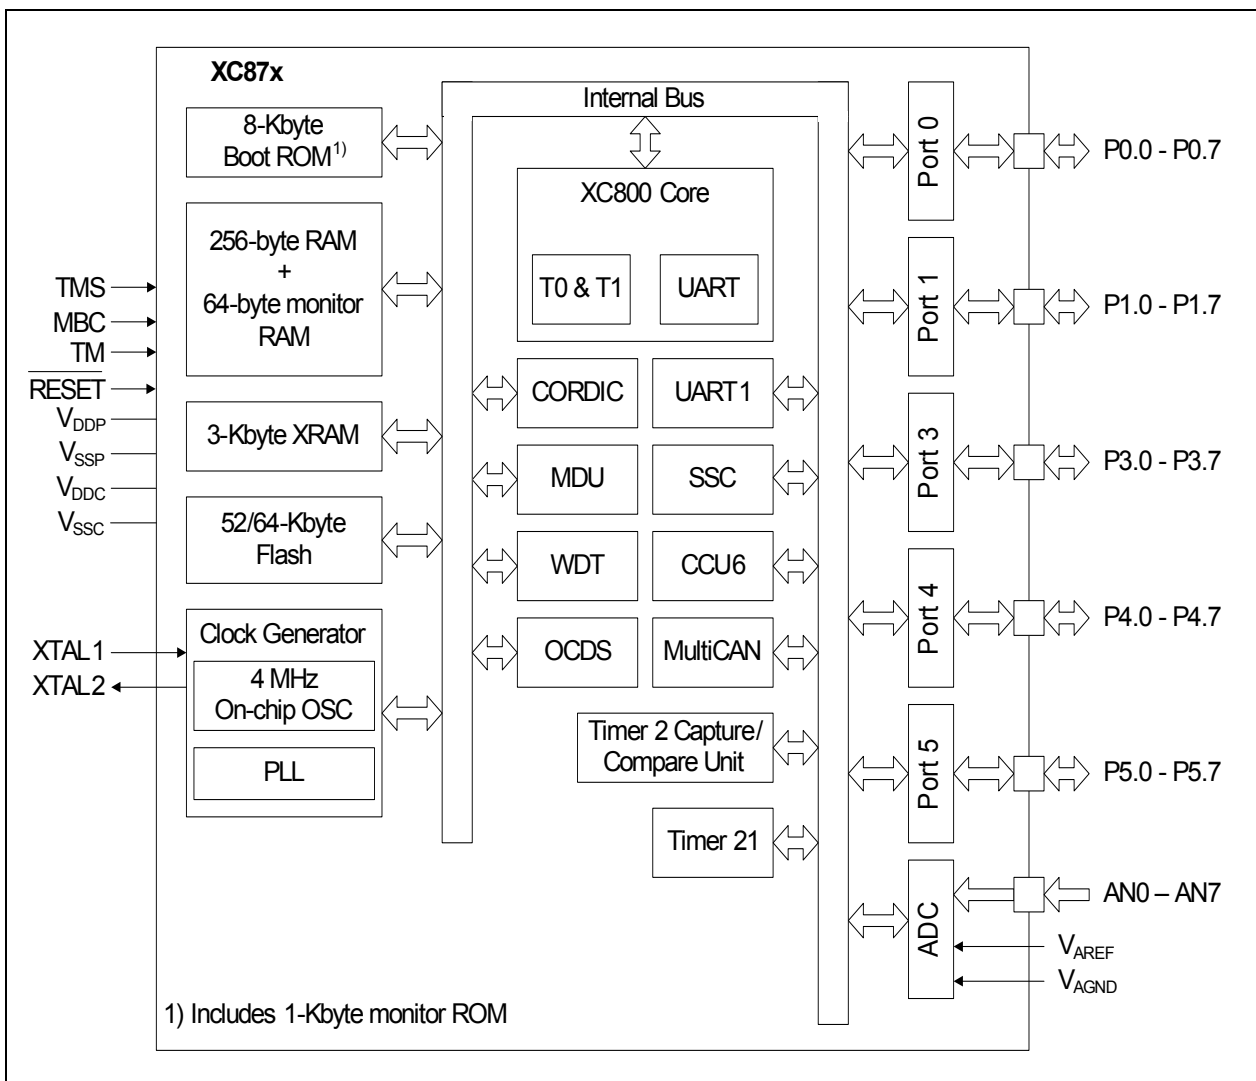 XC87x
Internal Bus
8-Kbyte
Boot ROM1)
256-byte RAM
+
64-byte monitor
RAM
3-Kbyte XRAM
52/64-Kbyte
Flash
Clock Generator
4 MHz
On-chip OSC
PLL
TMS
MBC
TM
RESET
VDDP
VSSP
VDDC
VSSC
XTAL1
XTAL2
XC800 Core
T0 & T1
UART
CORDIC
UART1
MDU
SSC
WDT
CCU6
OCDS
MultiCAN
Timer 2 Capture/
Compare Unit
Timer 21
Port 0
P0.0 - P0.7
Port 1
P1.0 - P1.7
Port 3
P3.0 - P3.7
Port 4
P4.0 - P4.7
Port 5
P5.0 - P5.7
ADC
AN0 – AN7
VAREF
VAGND
1) Includes 1-Kbyte monitor ROM